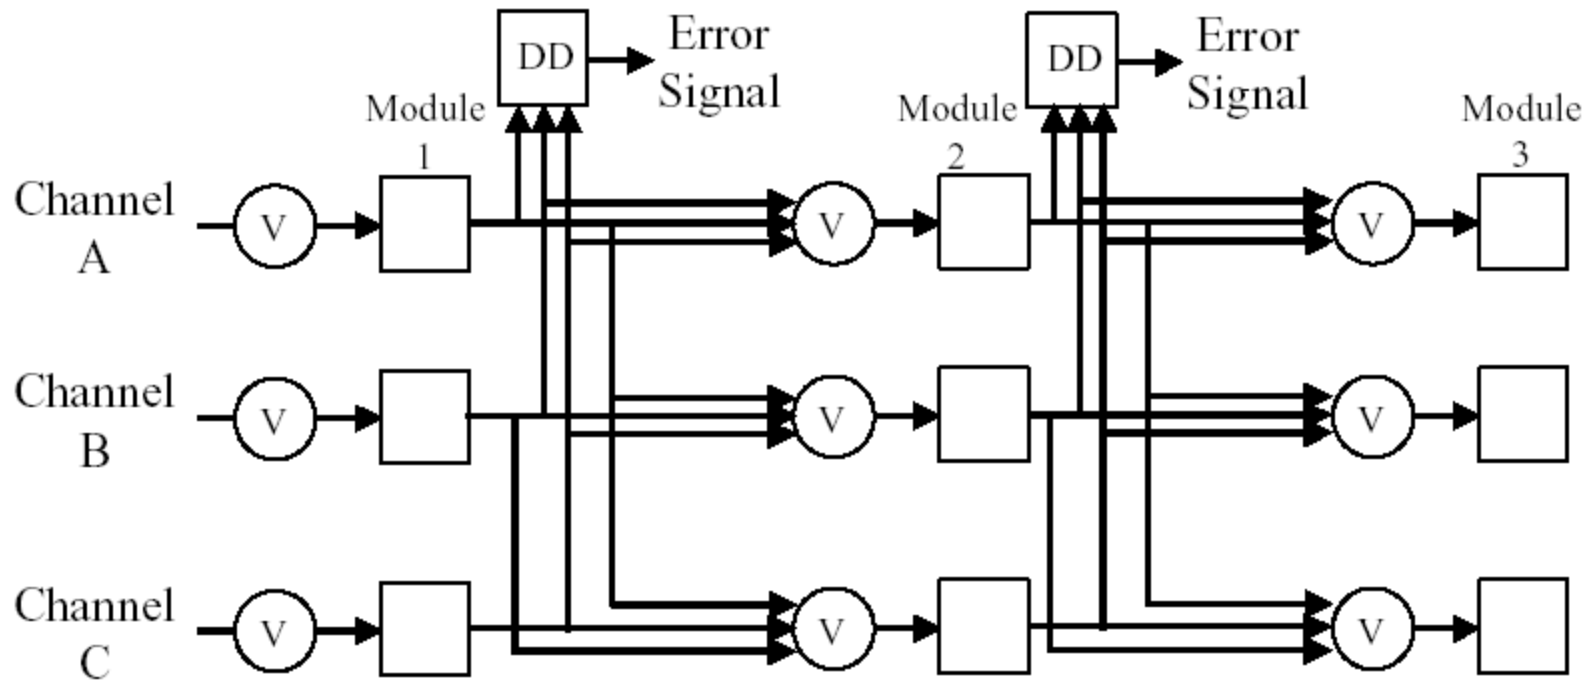 DD
Error
Signal
DD
Error
Signal
Module
1
Module
2
Module
3
Channel
A
V
V
V
Channel
B
V
V
V
Channel
C
V
V
V